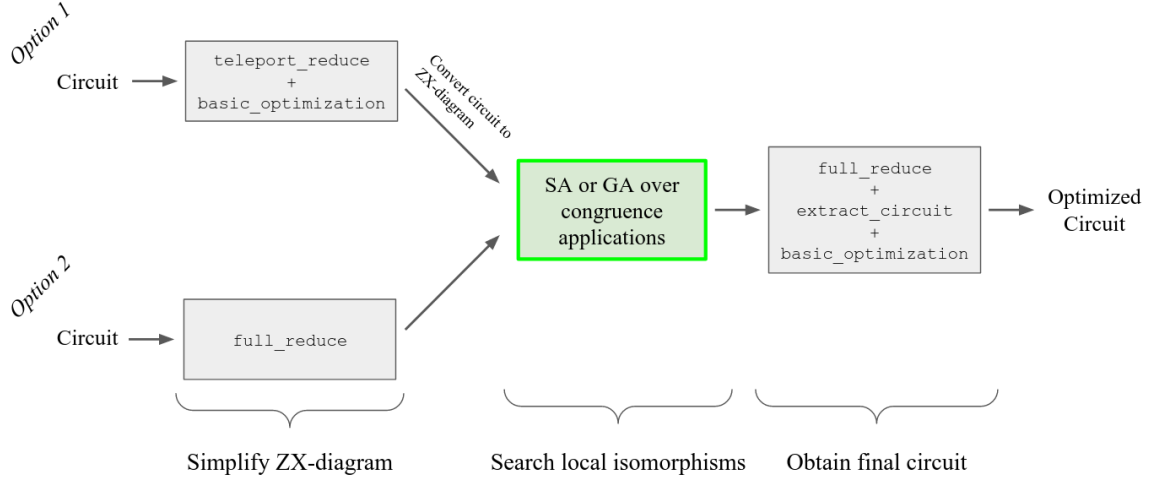 Option 1
Circuit
teleport_reduce
+
basic_optimization
Convert circuit to
ZX-diagram
SA or GA over
congruence
applications
full_reduce
+
extract_circuit
+
basic_optimization
Optimized
Circuit
Option 2
Circuit
full_reduce
Simplify ZX-diagram
Search local isomorphisms
Obtain final circuit